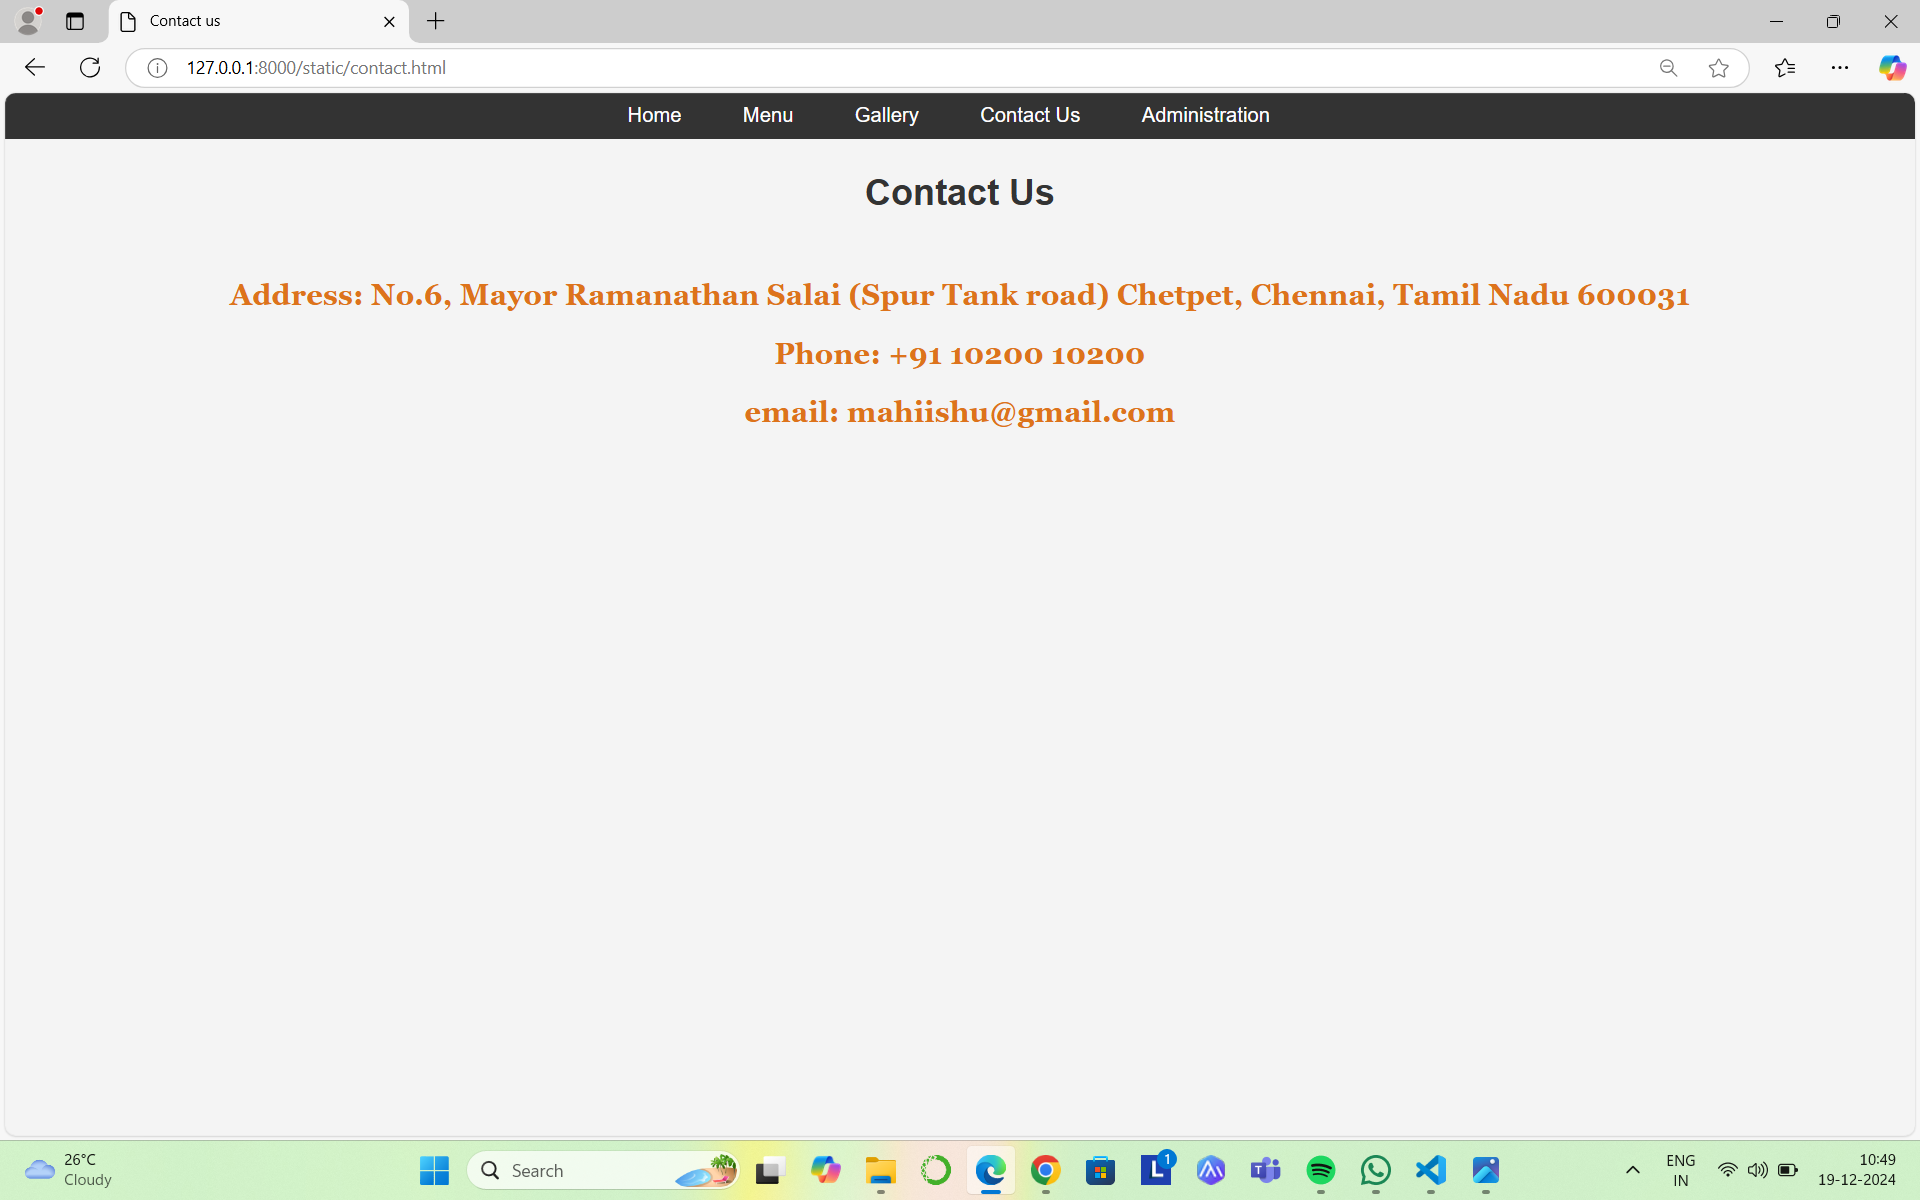 Contact us
127.0.0.1:8000/static/contact.html
Home Menu Gallery Contact Us Administration
Contact Us
Address: No.6, Mayor Ramanathan Salai (Spur Tank road) Chetpet, Chennai, Tamil Nadu 600031
Phone: +91 10200 10200
email: mahiishu@gmail.com
26°C
Cloudy
Search
L
1
T
ENG
IN
10:49
19-12-2024